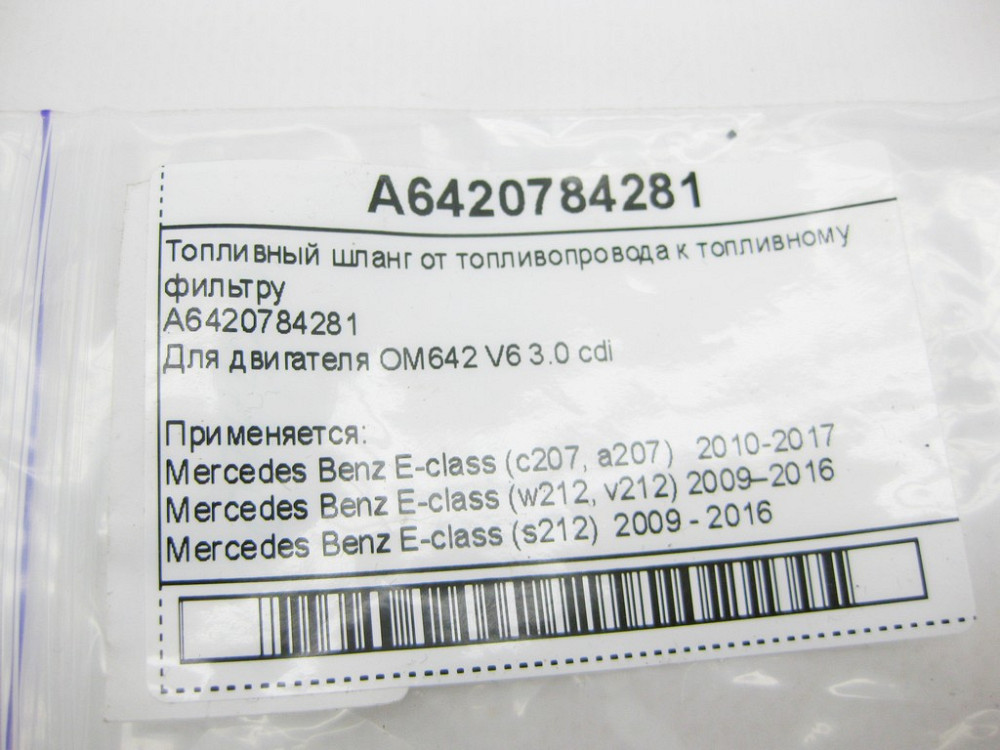 A6420784281
Топливный шланг от топливопровода к топливному
фильтру
A6420784281
Для двигателя OM642 V6 3.0 cdi
Применяется:
Mercedes Benz E-class (c207, a207) 2010-2017
Mercedes Benz E-class (w212, v212) 2009–2016
Mercedes Benz E-class (s212) 2009 - 2016